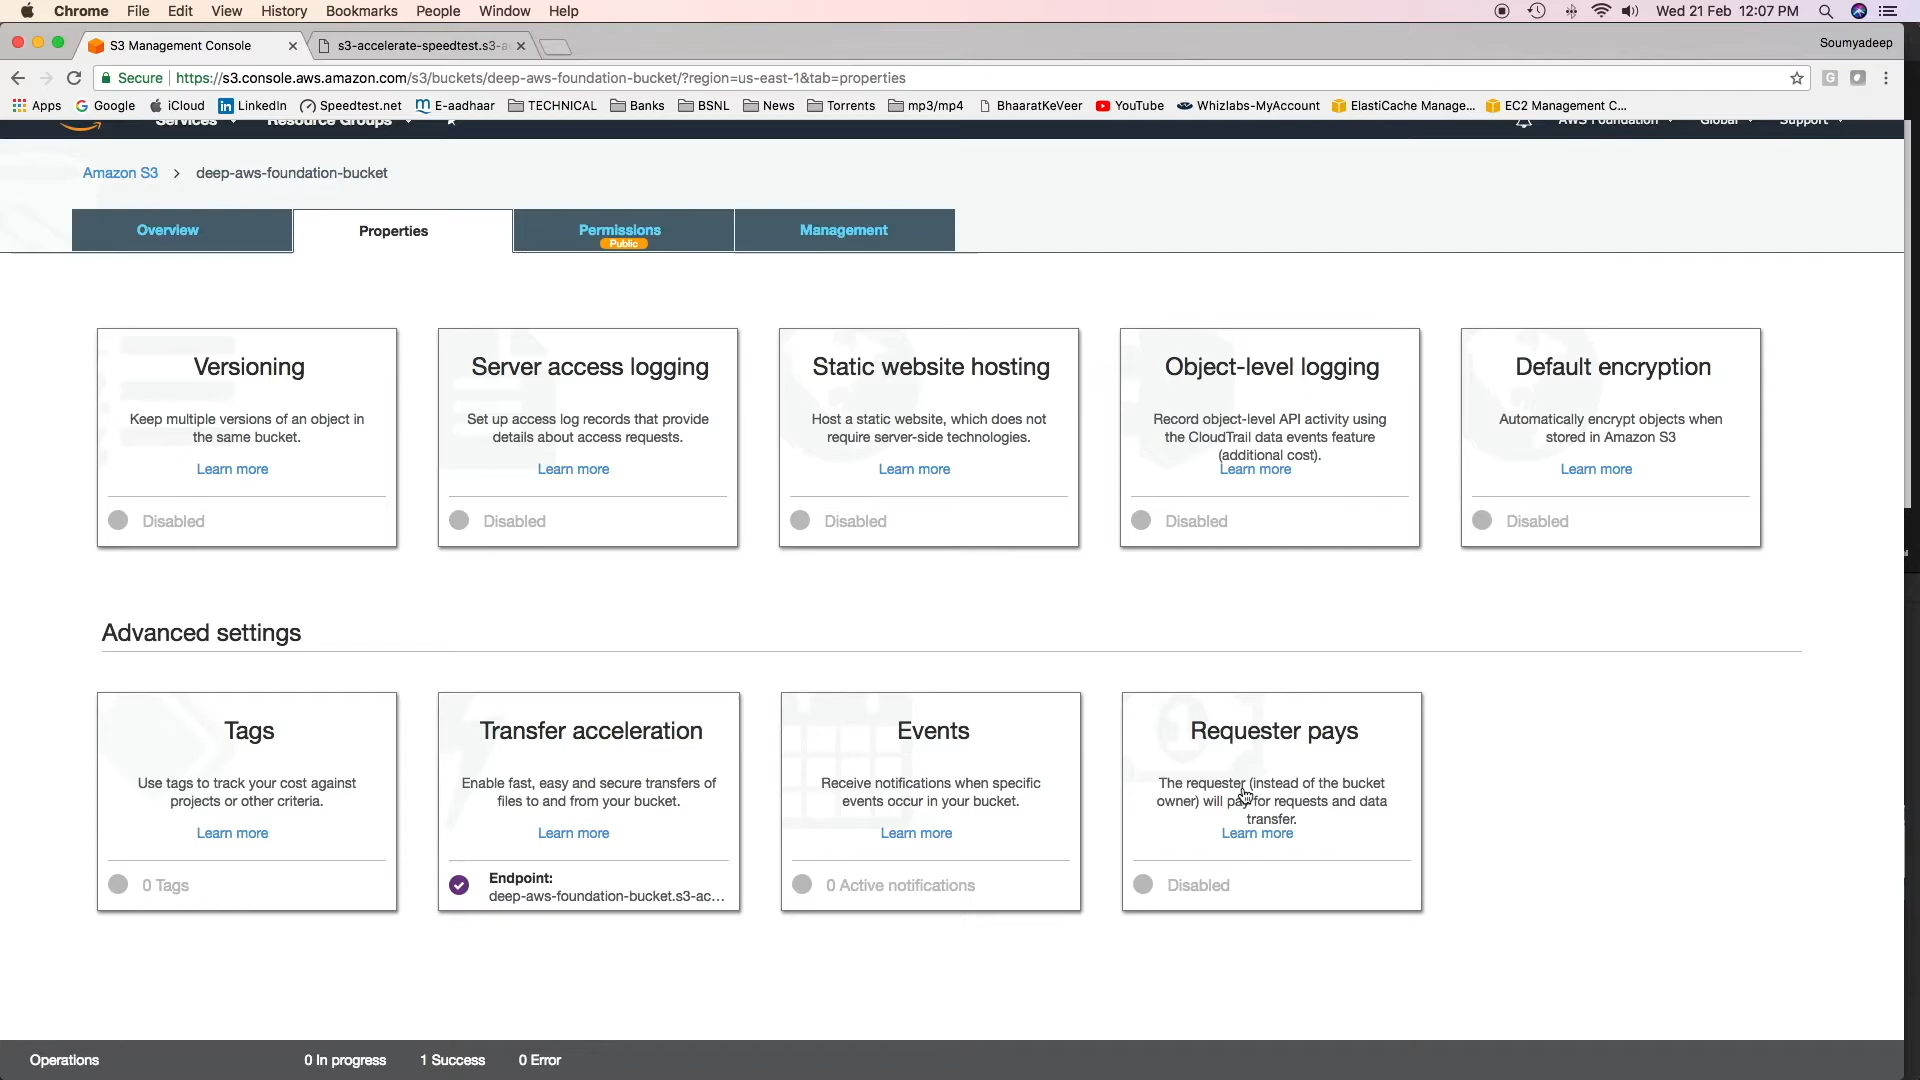 Chrome File Edit View History Bookmarks People Window Help Wed 21 Feb 12:07 PM
S3 Management Console s3-accelerate-speedtest.s3-a Soumyadeep
Secure https://s3.console.aws.amazon.com/s3/buckets/deep-aws-foundation-bucket/?region=us-east-1&tab=properties
Apps Google iCloud LinkedIn Speedtest.net E-aadhaar TECHNICAL Banks BSNL News Torrents mp3/mp4 BhaaratKeVeer YouTube Whizlabs-MyAccount ElastiCache Manage... EC2 Management C...
Services Resource Groups AWS Foundation Global Support
Amazon S3 > deep-aws-foundation-bucket
Overview Properties Permissions Management
Public
Versioning
Keep multiple versions of an object in
the same bucket.
Learn more
Disabled
Server access logging
Set up access log records that provide
details about access requests.
Learn more
Disabled
Static website hosting
Host a static website, which does not
require server-side technologies.
Learn more
Disabled
Object-level logging
Record object-level API activity using
the CloudTrail data events feature
(additional cost).
Learn more
Disabled
Default encryption
Automatically encrypt objects when
stored in Amazon S3
Learn more
Disabled
Advanced settings
Tags
Use tags to track your cost against
projects or other criteria.
Learn more
0 Tags
Transfer acceleration
Enable fast, easy and secure transfers of
files to and from your bucket.
Learn more
Endpoint:
deep-aws-foundation-bucket.s3-ac...
Events
Receive notifications when specific
events occur in your bucket.
Learn more
0 Active notifications
Requester pays
The requester (instead of the bucket
owner) will pay for requests and data
transfer.
Learn more
Disabled
Operations 0 In progress 1 Success 0 Error